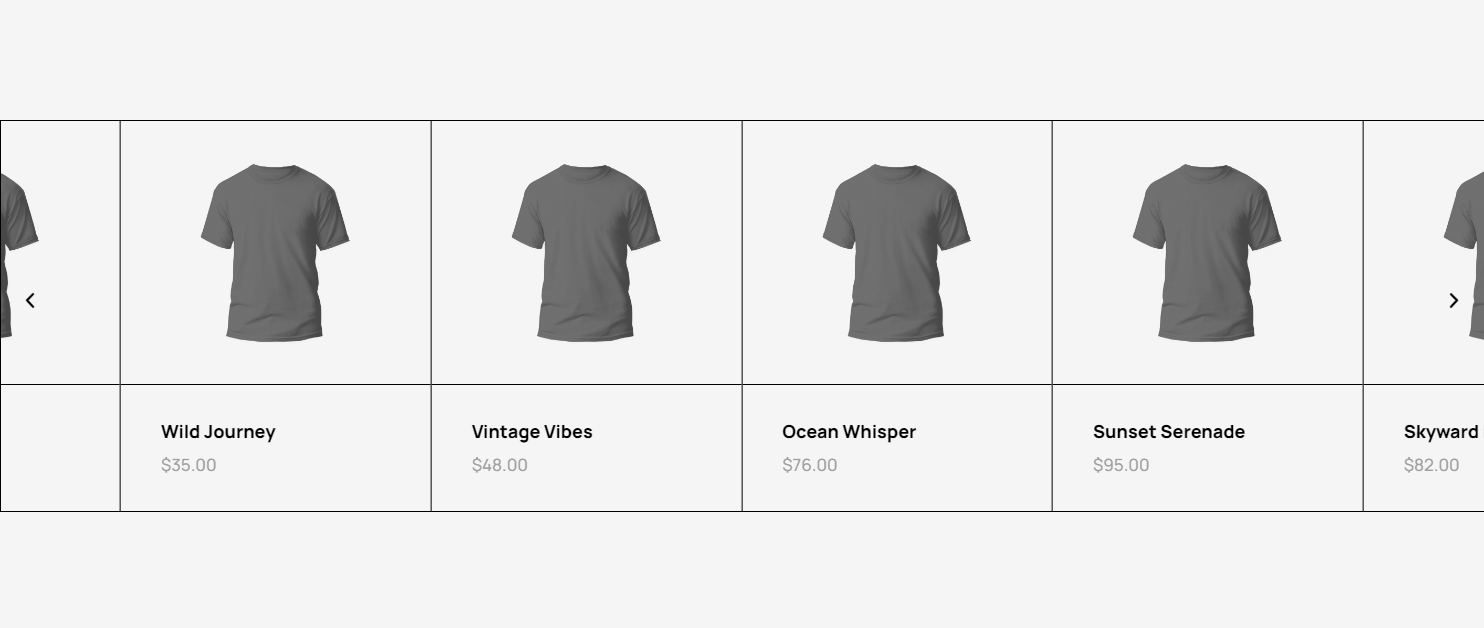 Wild Journey
$35.00
Vintage Vibes
$48.00
Ocean Whisper
$76.00
Sunset Serenade
$95.00
Skyward
$82.00